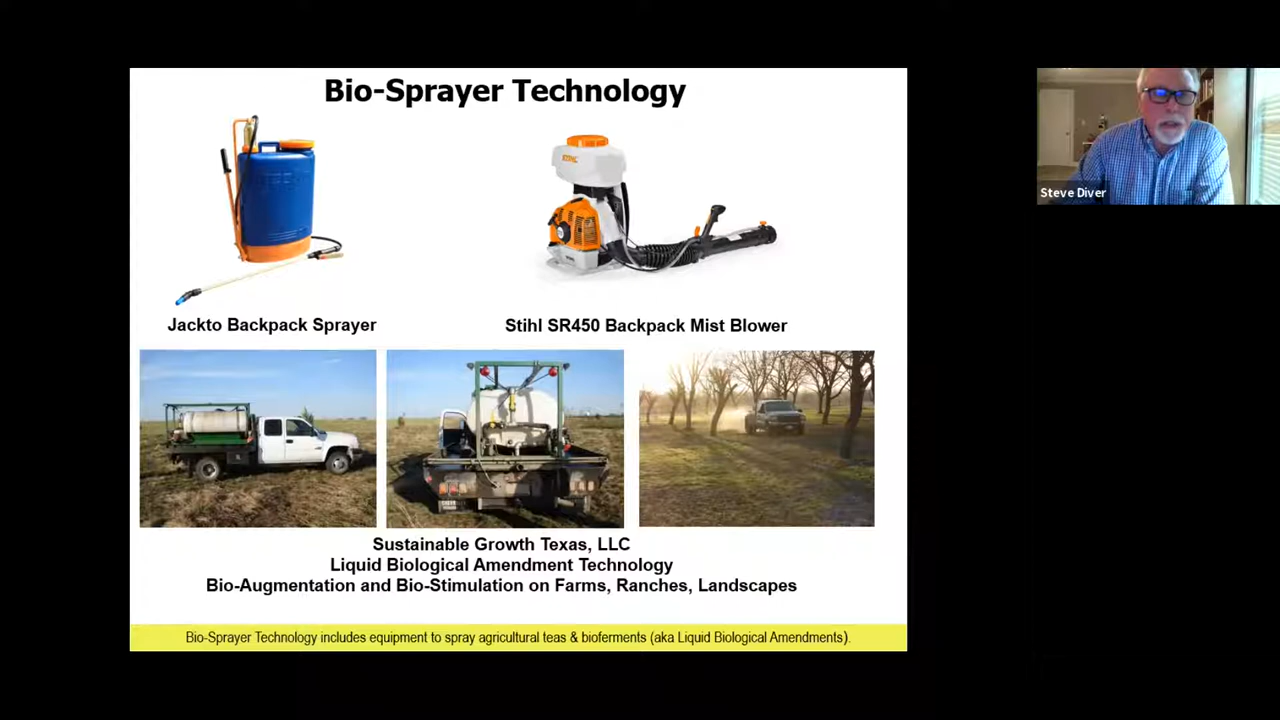 Bio-Sprayer Technology
STIHL
Steve Diver
Jackto Backpack Sprayer
Stihl SR450 Backpack Mist Blower
Sustainable Growth Texas, LLC
Liquid Biological Amendment Technology
Bio-Augmentation and Bio-Stimulation on Farms, Ranches, Landscapes
Bio-Sprayer Technology includes equipment to spray agricultural teas & bioferments (aka Liquid Biological Amendments).